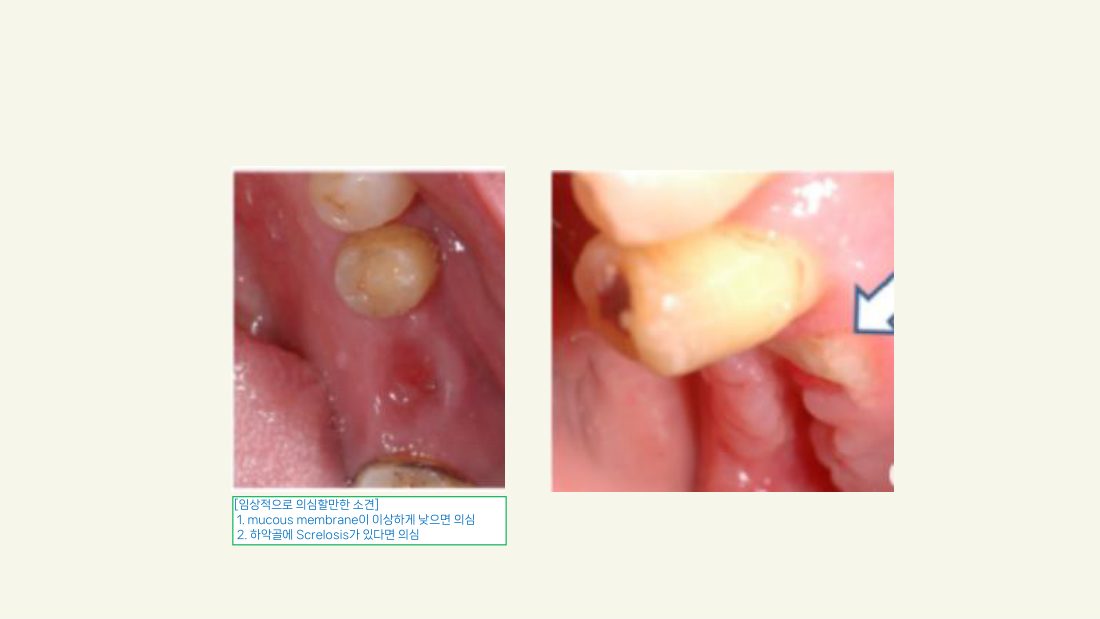 [임상적으로 의심할만한 소견]
1. mucous membrane이 이상하게 낮으면 의심
2. 하악골에 Screlosis가 있다면 의심